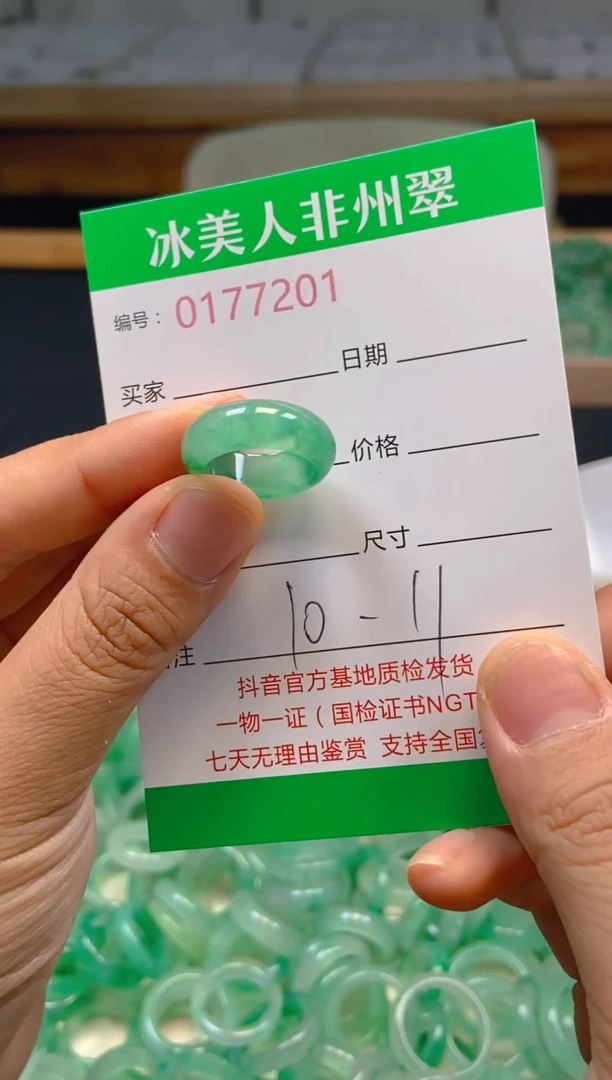 冰美人非州翠
编号：0177201
买家 日期
价格
尺寸
注 10-11
抖音官方基地质检发货
一物一证（国检证书NGT
七天无理由鉴赏 支持全国